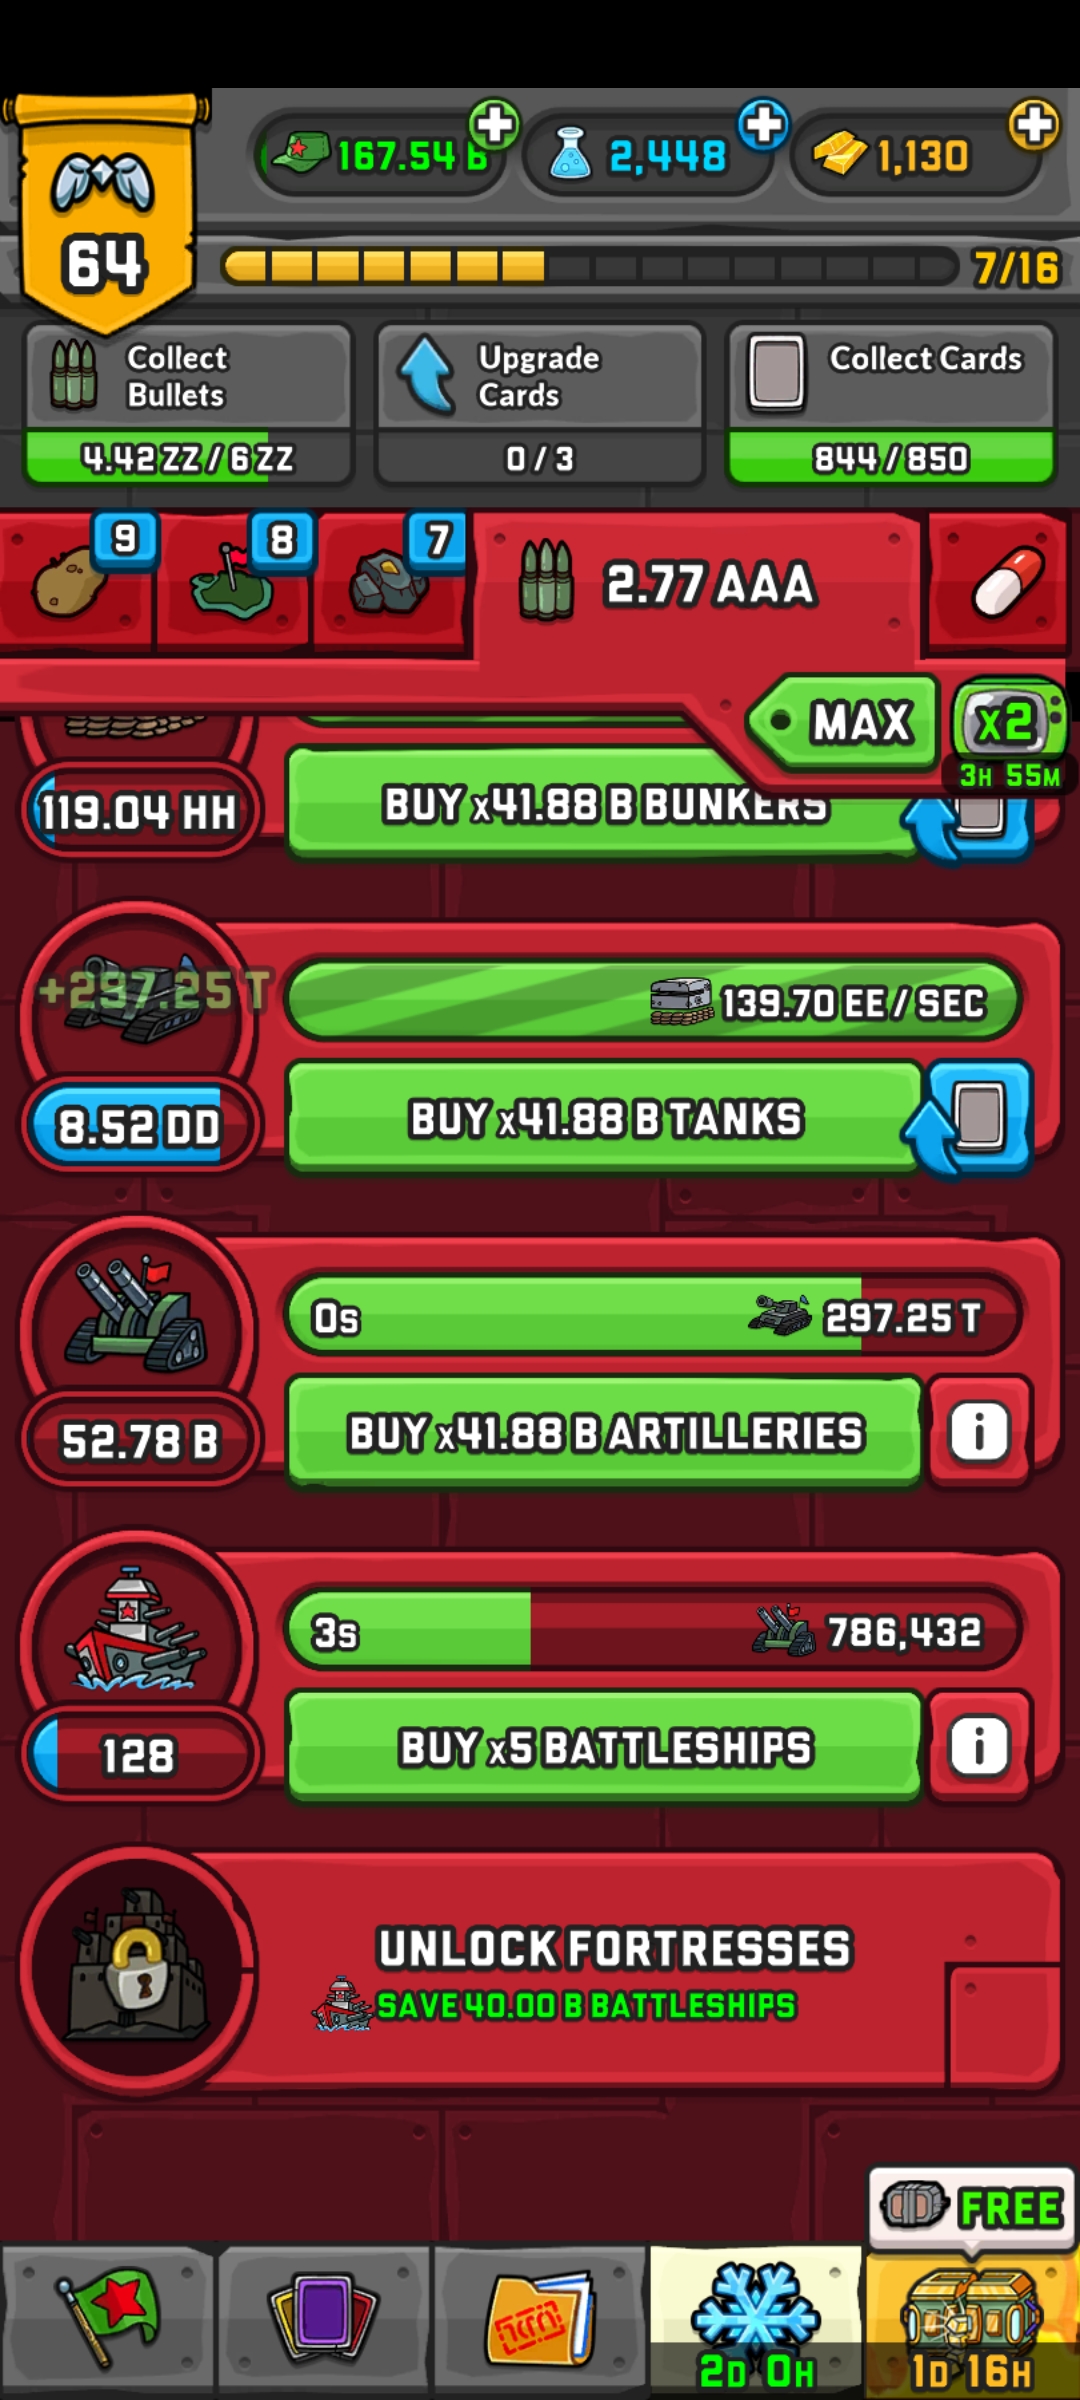 167.54 B
2,448
1,130
64
7/16
Collect
Bullets
Upgrade
Cards
Collect Cards
4.42 ZZ / 6 ZZ
0 / 3
844 / 850
9
8
7
2.77 AAA
MAX
X2
3H 55M
119.04 HH
BUY x41.88 B BUNKERS
+297.25 T
139.70 EE / SEC
8.52 DD
BUY x41.88 B TANKS
0s
297.25 T
52.78 B
BUY x41.88 B ARTILLERIES
i
3s
786,432
128
BUY x5 BATTLESHIPS
i
UNLOCK FORTRESSES
SAVE 40.00 B BATTLESHIPS
FREE
2D 0H
1D 16H